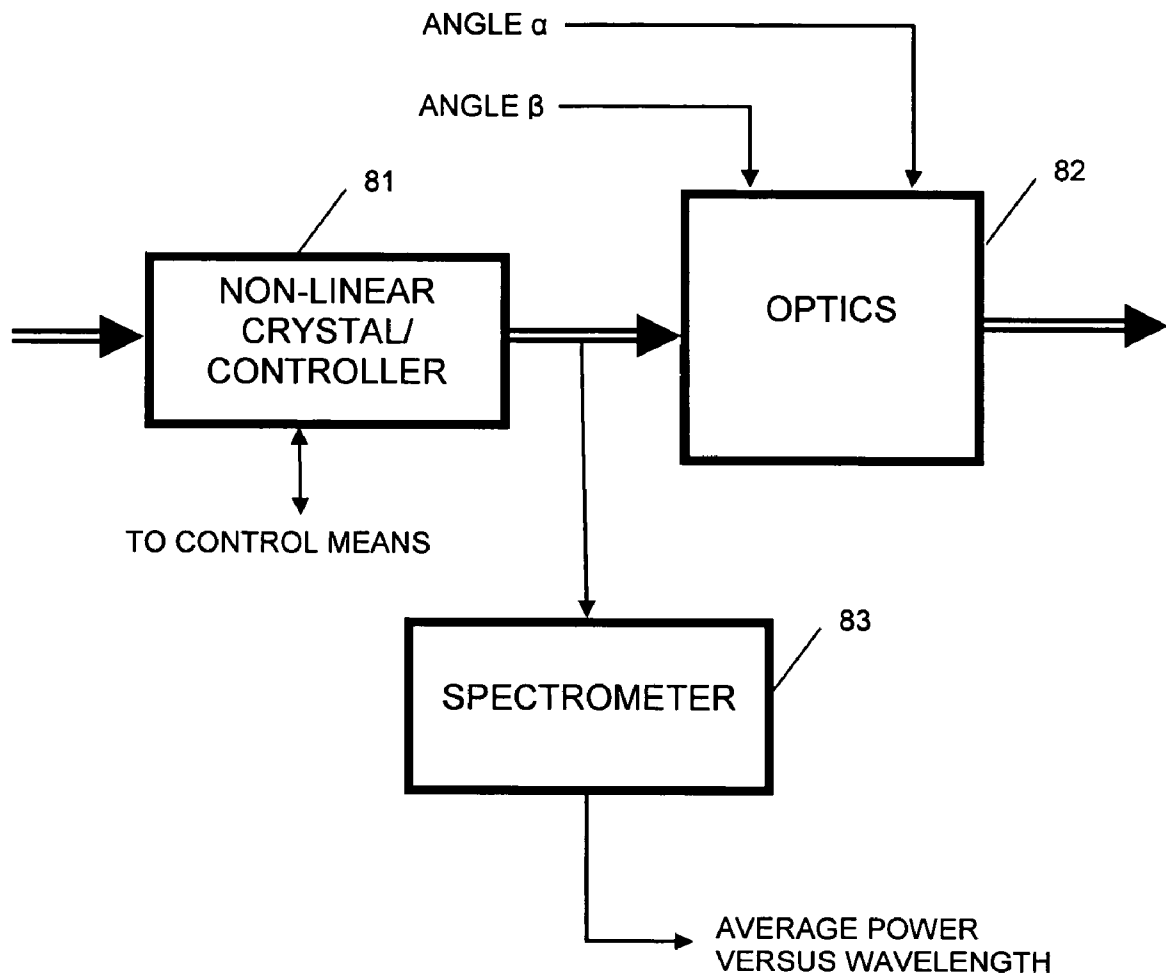 ANGLE α
ANGLE β
81
82
NON-LINEAR
CRYSTAL/
CONTROLLER
OPTICS
TO CONTROL MEANS
83
SPECTROMETER
AVERAGE POWER
VERSUS WAVELENGTH